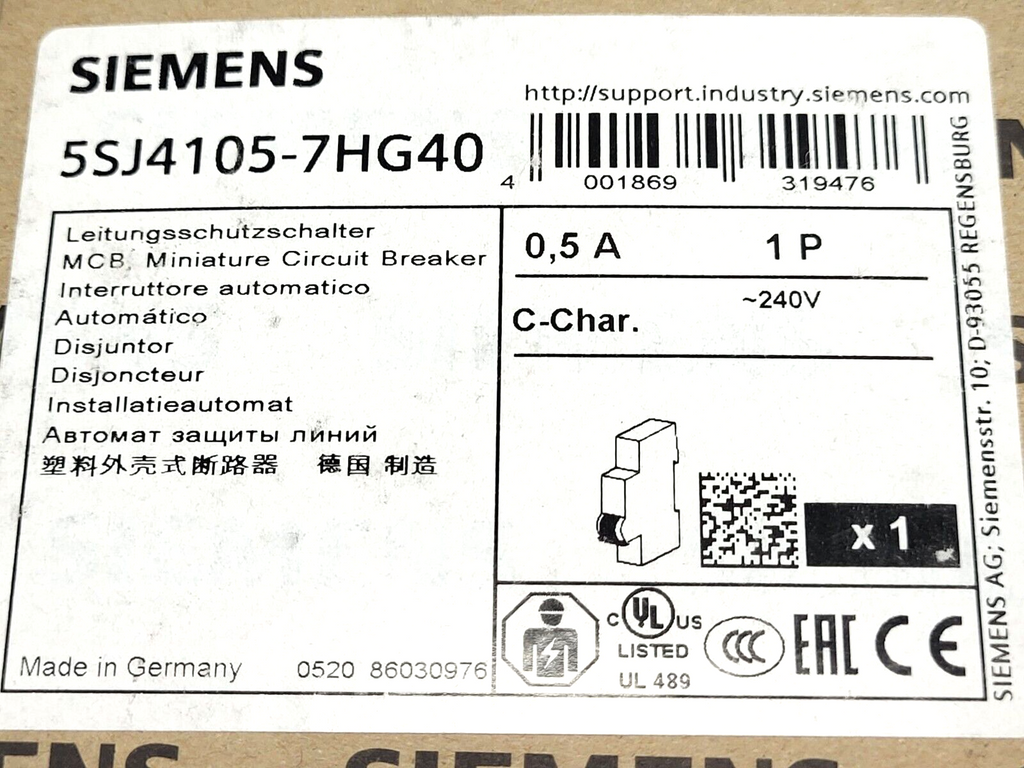 SIEMENS
http://support.industry.siemens.com
5SJ4105-7HG40
4 001869 319476
Leitungsschutzschalter
MCB, Miniature Circuit Breaker
Interruttore automatico
Automático
Disjuntor
Disjoncteur
Installatieautomat
Автомат защиты линий
塑料外壳式断路器 德国 制造
0,5 A 1 P
~240V
C-Char.
x 1
Made in Germany 0520 86030976
C UL US
LISTED
UL 489
CCC
EAC
CE
SIEMENS AG; Siemensstr. 10; D-93055 REGENSBURG
SIEMENS